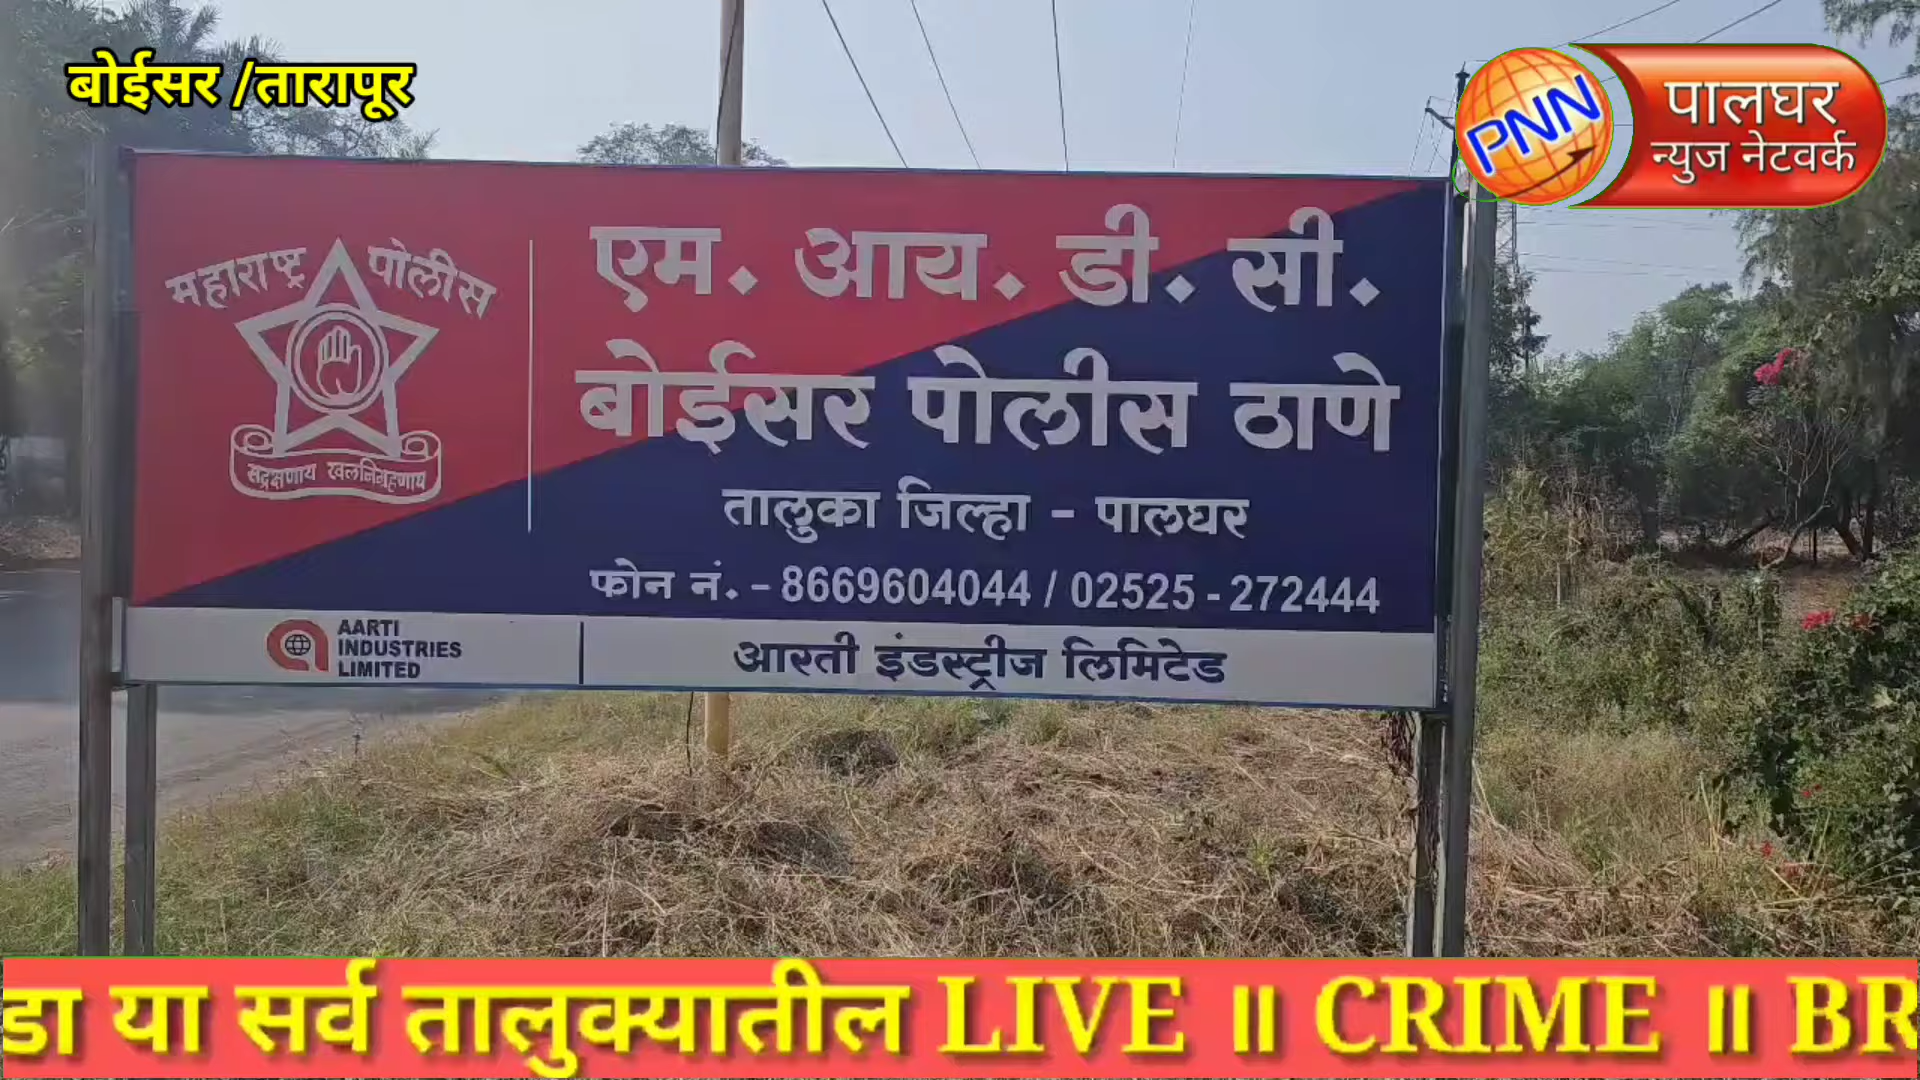 बोईसर /तारापूर
PNN
पालघर
न्युज नेटवर्क
महाराष्ट्र पोलीस
एम. आय. डी. सी.
बोईसर पोलीस ठाणे
सद्रक्षणाय खलनिग्रहणाय
तालुका जिल्हा - पालघर
फोन नं. - 8669604044 / 02525 - 272444
AARTI
INDUSTRIES
LIMITED
आरती इंडस्ट्रीज लिमिटेड
डा या सर्व तालुक्यातील LIVE ॥ CRIME ॥ BR